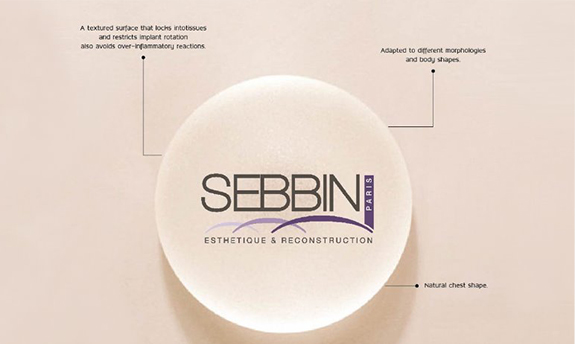 A textured surface that locks intotissues
and restricts implant rotation
also avoids over-inflammatory reactions.
Adapted to different morphologies
and body shapes.
SEBBIN
PARIS
ESTHETIQUE & RECONSTRUCTION
Natural chest shape.